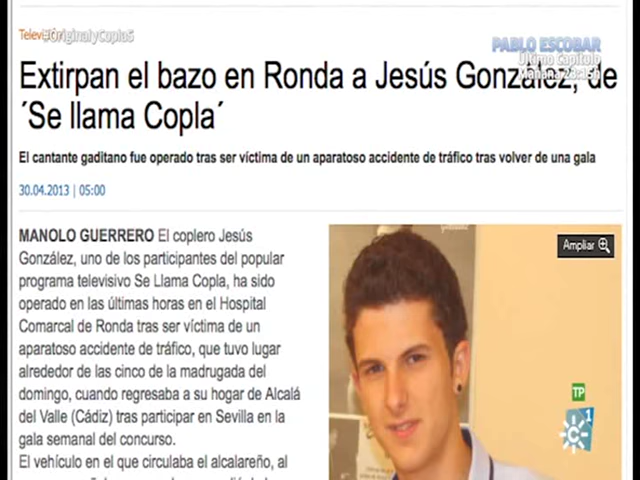 Televisión
#OriginalyCopla5
PABLO ESCOBAR
Último Capítulo
Mañana 23:15h
Extirpan el bazo en Ronda a Jesús González, de
´Se llama Copla´
El cantante gaditano fue operado tras ser víctima de un aparatoso accidente de tráfico tras volver de una gala
30.04.2013 | 05:00
MANOLO GUERRERO El coplero Jesús
González, uno de los participantes del popular
programa televisivo Se Llama Copla, ha sido
operado en las últimas horas en el Hospital
Comarcal de Ronda tras ser víctima de un
aparatoso accidente de tráfico, que tuvo lugar
alrededor de las cinco de la madrugada del
domingo, cuando regresaba a su hogar de Alcalá
del Valle (Cádiz) tras participar en Sevilla en la
gala semanal del concurso.
El vehículo en el que circulaba el alcalareño, al
Ampliar
TP
1